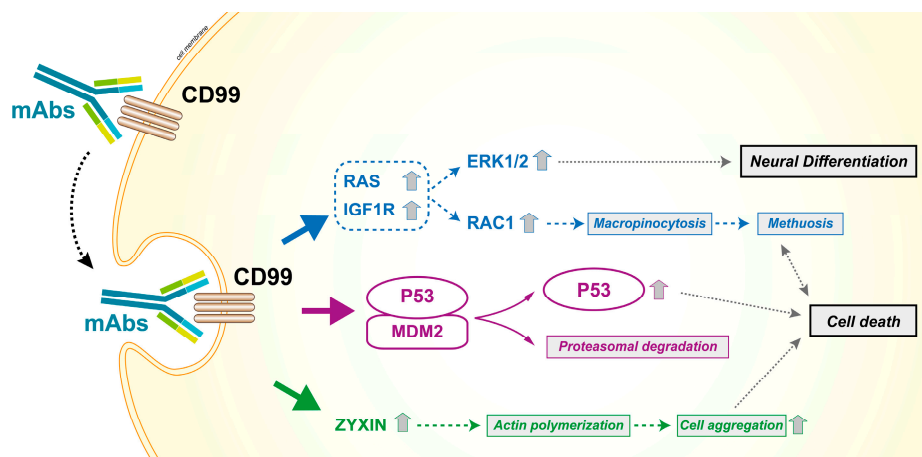 cell membrane
CD99
mAbs
CD99
mAbs
RAS
IGF1R
ERK1/2
Neural Differentiation
RAC1
Macropinocytosis
Methuosis
P53
MDM2
P53
Proteasomal degradation
Cell death
ZYXIN
Actin polymerization
Cell aggregation